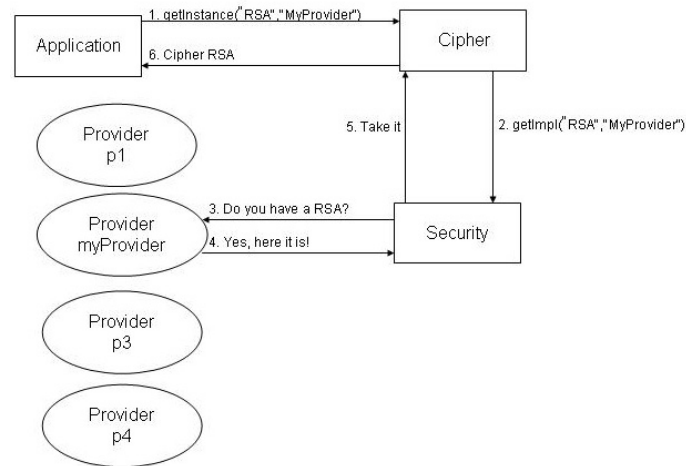 1. getInstance("RSA","MyProvider")
Application
Cipher
6. Cipher RSA
Provider
p1
5. Take it
2. getImpl("RSA","MyProvider")
3. Do you have a RSA?
Provider
myProvider
Security
4. Yes, here it is!
Provider
p3
Provider
p4